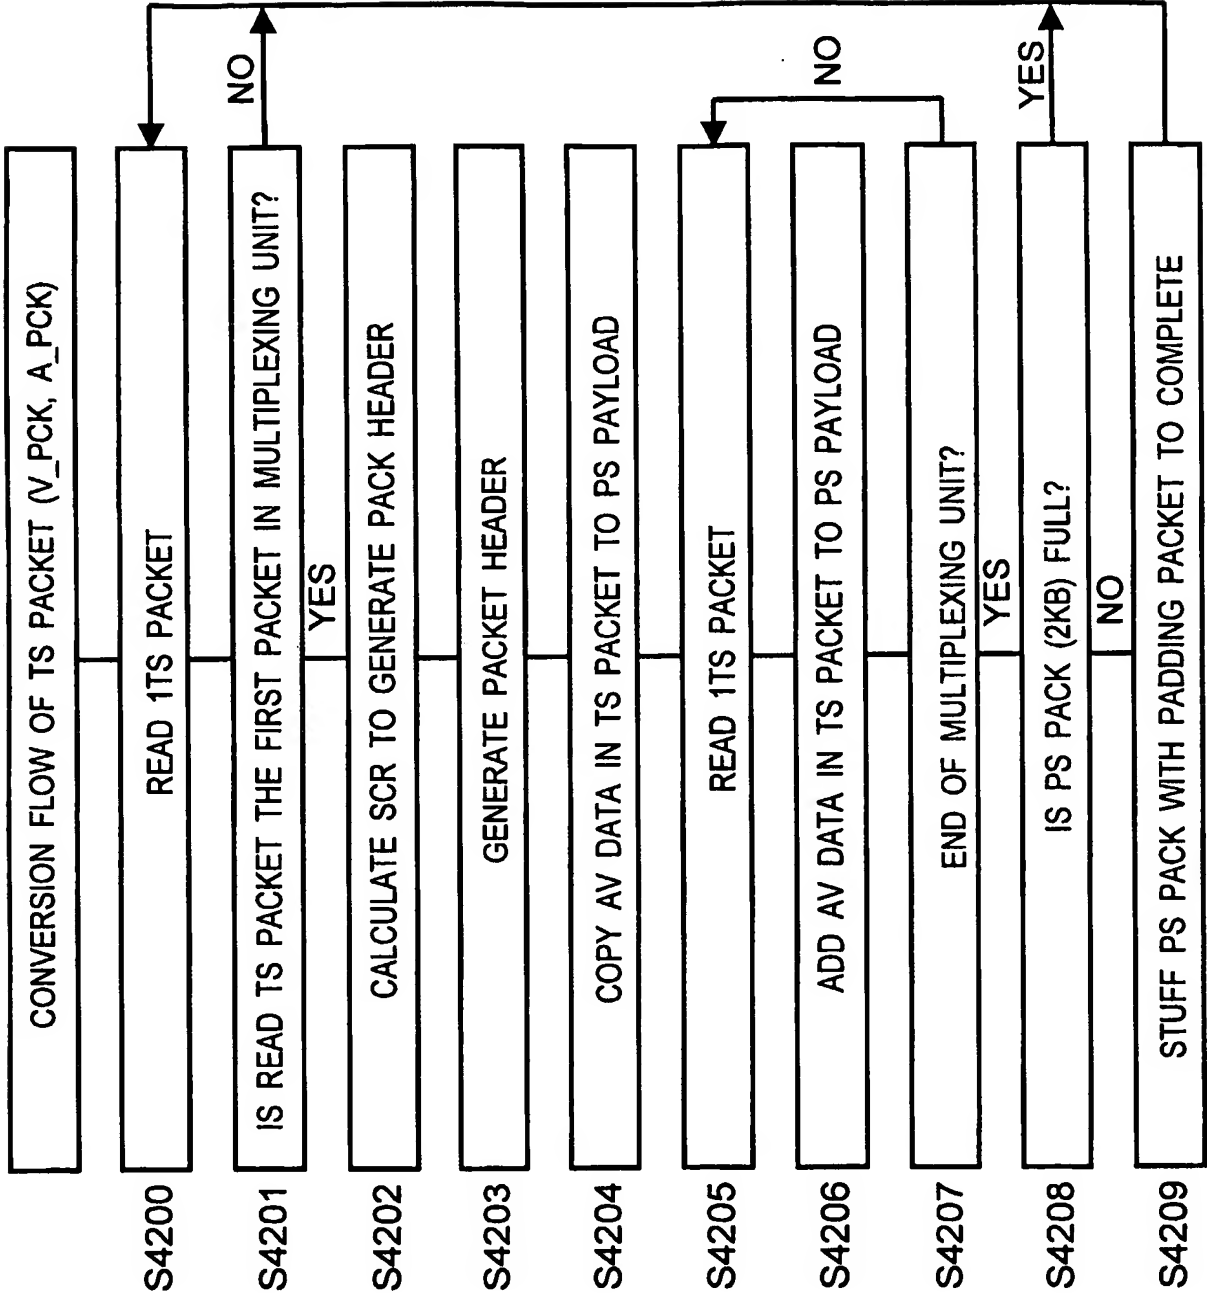 CONVERSION FLOW OF TS PACKET (V_PCK, A_PCK)
S4200
READ 1TS PACKET
S4201
IS READ TS PACKET THE FIRST PACKET IN MULTIPLEXING UNIT?
NO
YES
S4202
CALCULATE SCR TO GENERATE PACK HEADER
S4203
GENERATE PACKET HEADER
S4204
COPY AV DATA IN TS PACKET TO PS PAYLOAD
S4205
READ 1TS PACKET
S4206
ADD AV DATA IN TS PACKET TO PS PAYLOAD
NO
S4207
END OF MULTIPLEXING UNIT?
YES
S4208
IS PS PACK (2KB) FULL?
YES
NO
S4209
STUFF PS PACK WITH PADDING PACKET TO COMPLETE